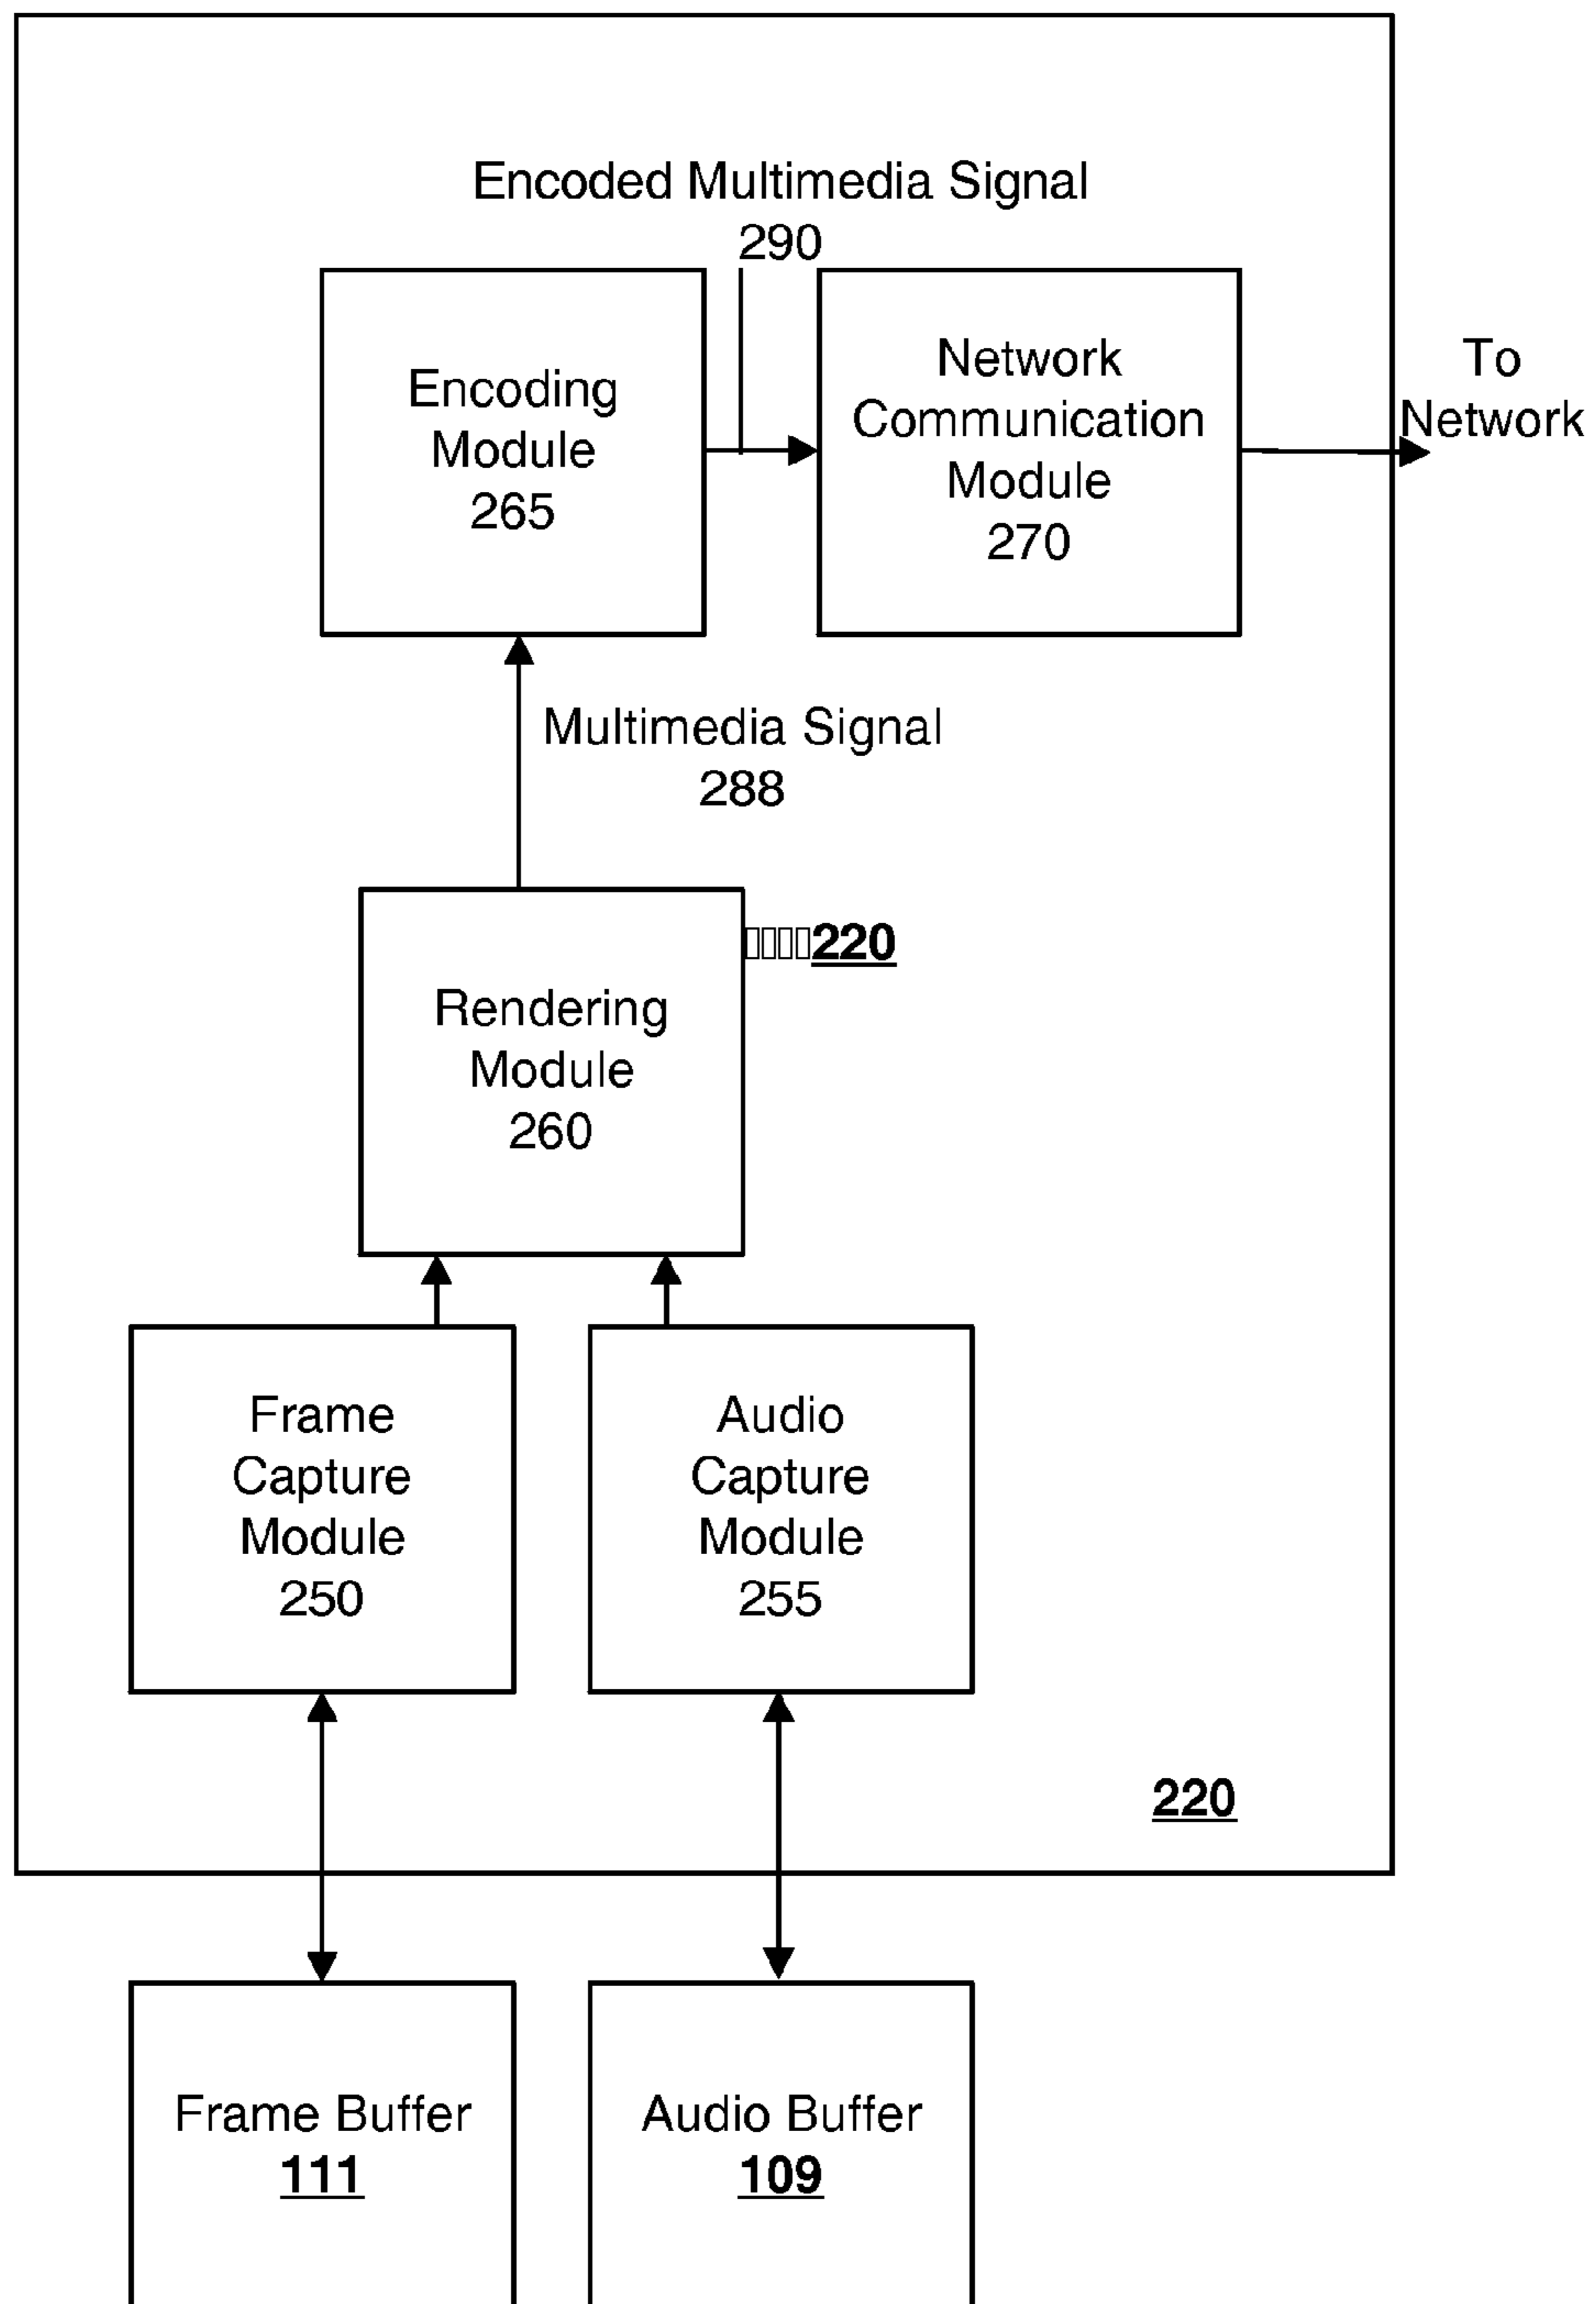 Encoded Multimedia Signal
290
Encoding
Module
265
Network
Communication
Module
270
To
Network
Multimedia Signal
288
220
Rendering
Module
260
Frame
Capture
Module
250
Audio
Capture
Module
255
220
Frame Buffer
111
Audio Buffer
109